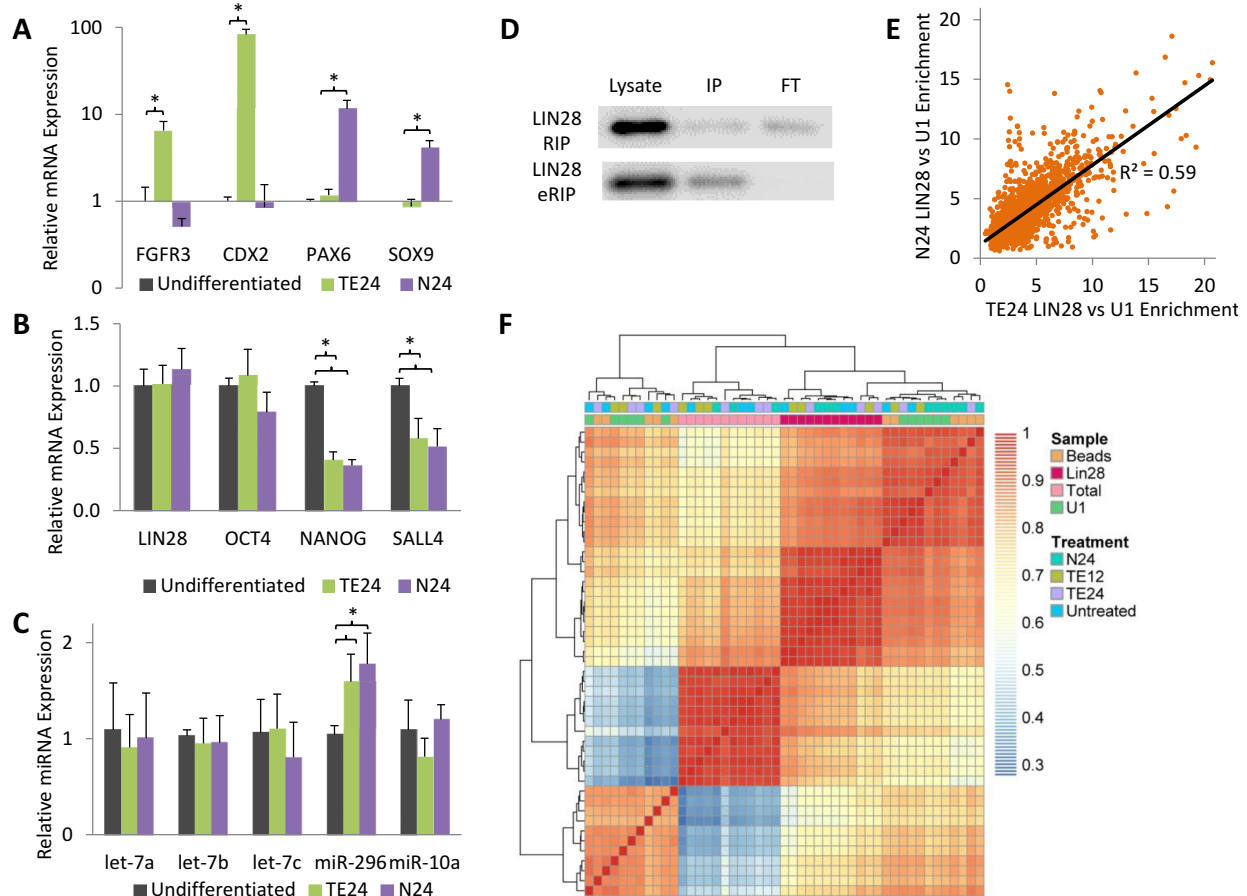 A
Relative mRNA Expression
100
10
1
0
*
*
*
*
FGFR3 CDX2 PAX6 SOX9
Undifferentiated TE24 N24
B
Relative mRNA Expression
1.5
1.0
0.5
0.0
*
*
LIN28 OCT4 NANOG SALL4
Undifferentiated TE24 N24
C
Relative miRNA Expression
2
1
0
*
*
let-7a let-7b let-7c miR-296 miR-10a
Undifferentiated TE24 N24
D
Lysate IP FT
LIN28
RIP
LIN28
eRIP
E
N24 LIN28 vs U1 Enrichment
20
15
10
5
0
R² = 0.59
0 5 10 15 20
TE24 LIN28 vs U1 Enrichment
F
1
0.9
0.8
0.7
0.6
0.5
0.4
0.3
Sample
Beads
Lin28
Total
U1
Treatment
N24
TE12
TE24
Untreated